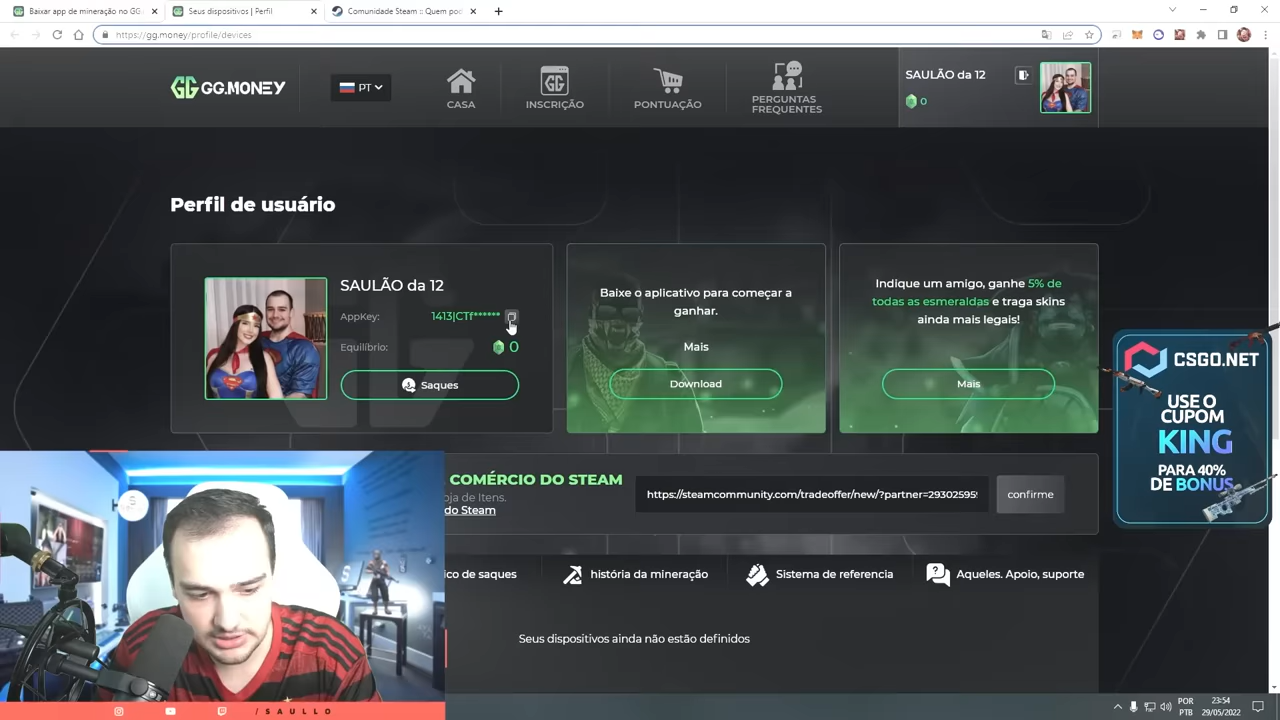 Baixar app de mineração no GG.
Seus dispositivos | Perfil
Comunidade Steam :: Quem pod
https://gg.money/profile/devices
GG.MONEY
PT
CASA
INSCRIÇÃO
PONTUAÇÃO
PERGUNTAS
FREQUENTES
SAULÃO da 12
0
Perfil de usuário
SAULÃO da 12
AppKey:
1413|CTf******
Equilíbrio:
0
Saques
Baixe o aplicativo para começar a
ganhar.
Mais
Download
Indique um amigo, ganhe 5% de
todas as esmeraldas e traga skins
ainda mais legais!
Mais
CSGO.NET
USE O
CUPOM
KING
PARA 40%
DE BONUS
COMÉRCIO DO STEAM
oja de Itens.
do Steam
https://steamcommunity.com/tradeoffer/new/?partner=29302595
confirme
ico de saques
história da mineração
Sistema de referencia
Aqueles. Apoio, suporte
Seus dispositivos ainda não estão definidos
/SAULLO
POR
PTB
23:54
29/05/2022